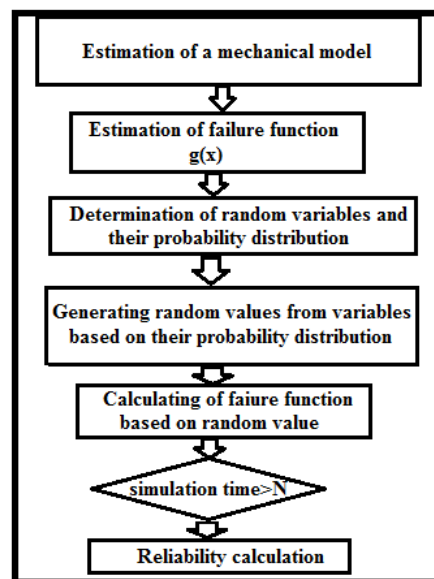 Estimation of a mechanical model
Estimation of failure function
g(x)
Determination of random variables and
their probability distribution
Generating random values from variables
based on their probability distribution
Calculating of faiure function
based on random value
simulation time>N
Reliability calculation